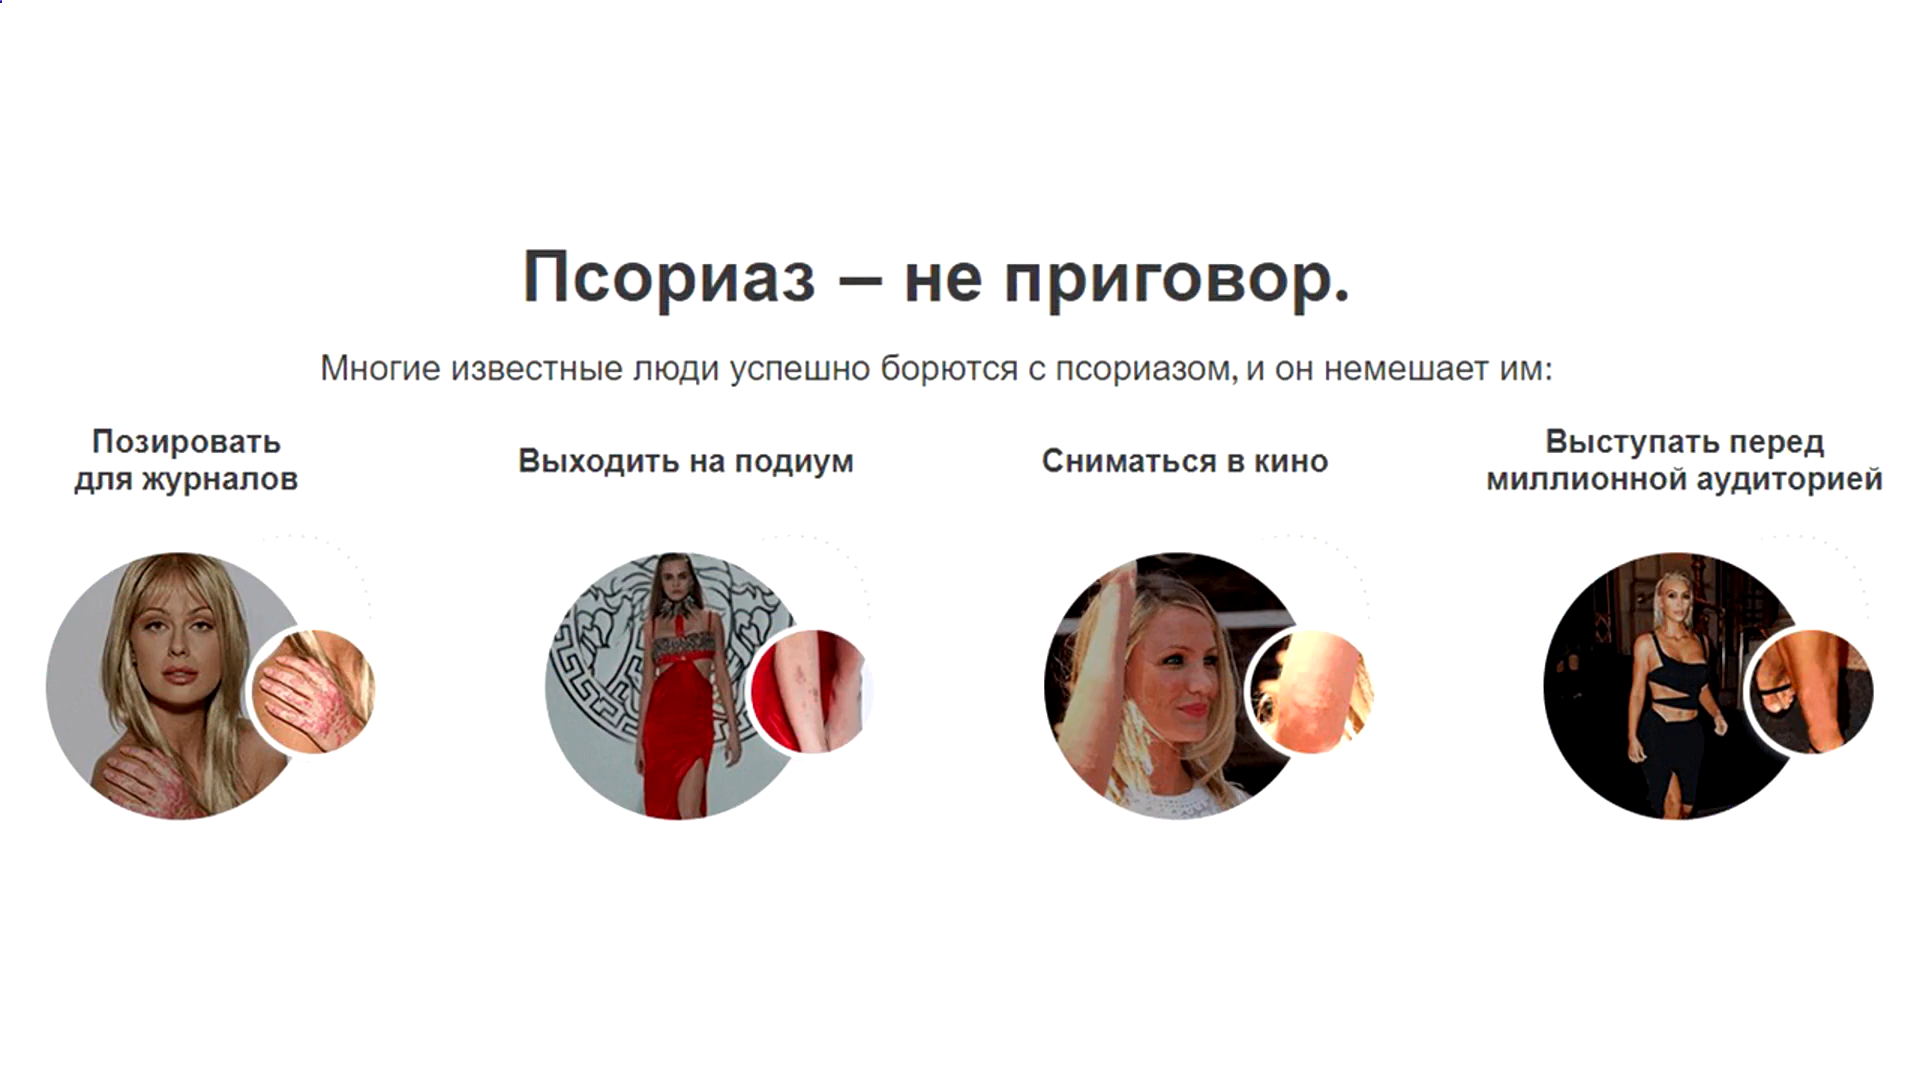 Псориаз – не приговор.
Многие известные люди успешно борются с псориазом, и он немешает им:
Позировать
для журналов
Выходить на подиум
Сниматься в кино
Выступать перед
миллионной аудиторией